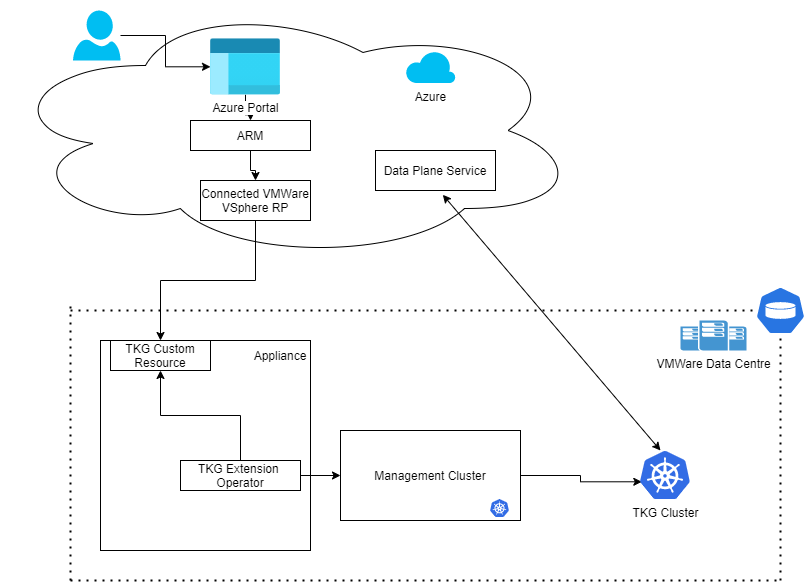 Azure Portal
Azure
ARM
Data Plane Service
Connected VMWare
VSphere RP
TKG Custom
Resource
Appliance
VMWare Data Centre
TKG Extension
Operator
Management Cluster
TKG Cluster